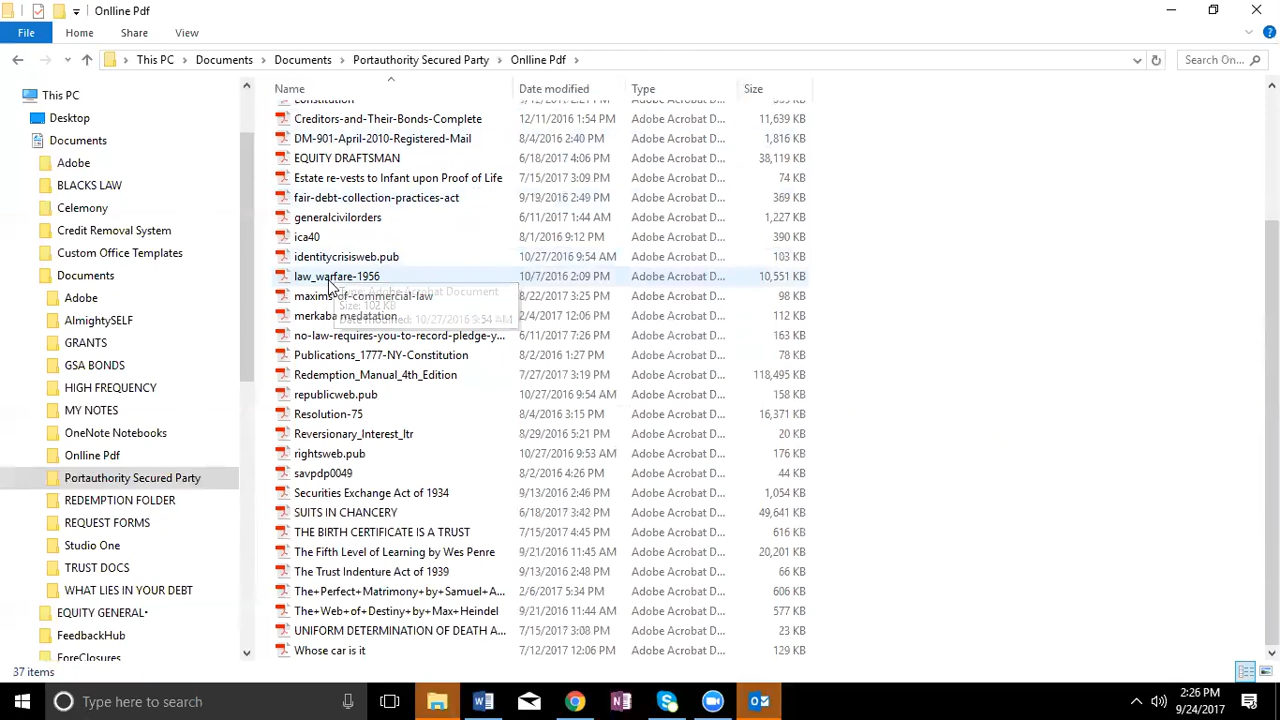 Onlline Pdf
File Home Share View
This PC Documents Documents Portauthority Secured Party Onlline Pdf Search On...
Name Date modified Type Size
This PC
Desktop
Documents
Adobe
BLACKS LAW
Celemony
Credit Removal System
Custom Office Templates
Documents
Adobe
AlmightySELF
GRANTS
GSA BONDS
HIGH FREQUENCY
MY NOTES
OneNote Notebooks
Onlline Pdf
Portauthority Secured Party
REDEMPTION FOLDER
REQUEST FORMS
Studio One
TRUST DOCS
WHAT LIES IN YOUR DEBT
EQUITY GENERAL
FeedbackHub
ForeClosures
Constitution Adobe Acrobat D...
Creditors-and-Their-Bonds-Complete 12/11/2016 1:54 PM Adobe Acrobat D... 11,639 KB
DM-901-April-2010-Registered-Mail 8/4/2016 2:40 PM Adobe Acrobat D... 1,816 KB
EQUITY DRAFTSMAN 6/18/2017 4:06 PM Adobe Acrobat D... 38,119 KB
Estate re-vests to Infant upon Proof of Life 7/15/2017 3:09 PM Adobe Acrobat D... 74 KB
fair-debt-collection-practices-act 9/19/2016 2:49 PM Adobe Acrobat D... 369 KB
generalcivilorders 6/11/2017 1:44 AM Adobe Acrobat D... 1,227 KB
ica40 8/1/2016 9:12 PM Adobe Acrobat D... 390 KB
identitycrisisweb.pub 10/27/2016 9:54 AM Adobe Acrobat D... 103 KB
law_warfare-1956 10/7/2016 2:09 PM Adobe Acrobat D... 10,551 KB
maxims-of-commercial-law 8/22/2017 3:25 PM Adobe Acrobat D... 98 KB
Type: Adobe Acrobat Document
Size: 102 KB
Date modified: 10/27/2016 9:54 AM
merkaba medatation 2/4/2017 12:06 PM Adobe Acrobat D... 112 KB
no-law-requires-you-to-record-pledge-y... 6/11/2017 7:26 PM Adobe Acrobat D... 163 KB
Publications_1777-NY-Constitution 8/2/2016 1:27 PM Adobe Acrobat D... 78 KB
Redemption_Manual_4th_Edition 7/27/2017 3:19 PM Adobe Acrobat D... 118,495 KB
republicweb.pub 10/27/2016 9:54 AM Adobe Acrobat D... 158 KB
Resolution-75 8/4/2016 3:15 PM Adobe Acrobat D... 16,371 KB
Reversionary_Interest_ltr 8/29/2016 5:21 PM Adobe Acrobat D... 20 KB
rightsweb.pub 10/27/2016 9:53 AM Adobe Acrobat D... 176 KB
savpdp0049 8/2/2016 4:26 PM Adobe Acrobat D... 44 KB
Securities Exchange Act of 1934 9/13/2016 2:46 PM Adobe Acrobat D... 1,054 KB
SUITS IN CHANCERY 6/18/2017 3:42 PM Adobe Acrobat D... 49,641 KB
THE BIRTH CERTIFICATE IS A TRUST 7/15/2017 4:45 PM Adobe Acrobat D... 616 KB
The Fifth Level of Learning by Wes Penre 9/21/2016 11:45 AM Adobe Acrobat D... 20,201 KB
The Trust Indenture Act of 1939 9/13/2016 2:48 PM Adobe Acrobat D... 66 KB
The+Perfect+Matrimony+by+Samuel+A... 2/6/2017 5:34 PM Adobe Acrobat D... 606 KB
The+Web+of+Destiny+by+Max+Heindel 9/21/2016 11:44 AM Adobe Acrobat D... 577 KB
UNIFORM DETERMINATION OF DEATH A... 7/15/2017 3:08 PM Adobe Acrobat D... 23 KB
Whose car is it 7/12/2017 12:06 PM Adobe Acrobat D... 129 KB
37 items
Type here to search
2:26 PM
9/24/2017